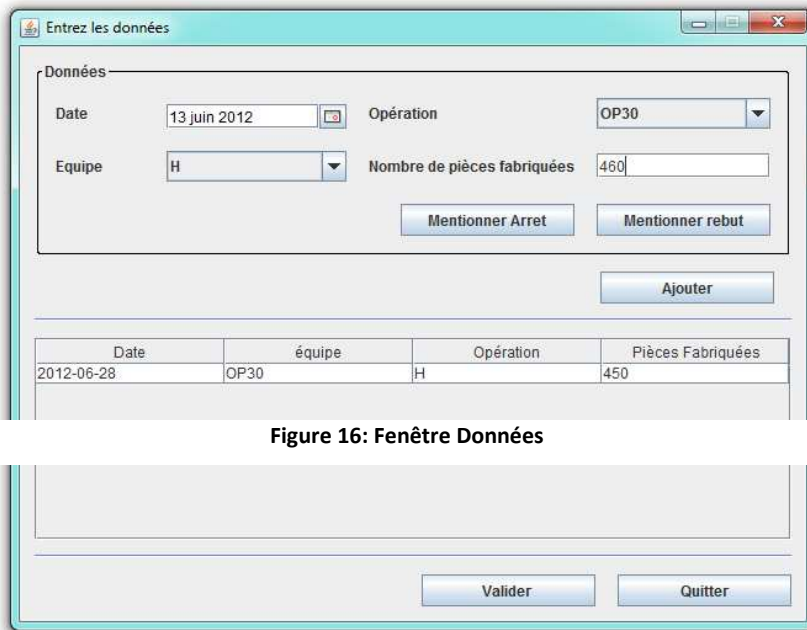 Entrez les données
Données
Date 13 juin 2012 Opération OP30
Equipe H Nombre de pièces fabriquées 460
Mentionner Arret Mentionner rebut
Ajouter
Date équipe Opération Pièces Fabriquées
2012-06-28 OP30 H 450
Figure 16: Fenêtre Données
Valider Quitter